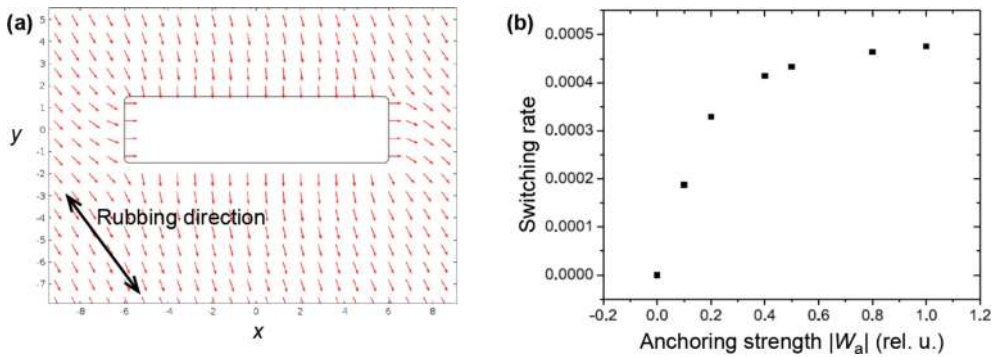 (a)
5
4
3
2
1
0
-1
-2
-3
-4
-5
-6
-7
y
Rubbing direction
-8 -6 -4 -2 0 2 4 6 8
x
(b)
0.0005
0.0004
0.0003
0.0002
0.0001
0.0000
Switching rate
-0.2 0.0 0.2 0.4 0.6 0.8 1.0 1.2
Anchoring strength |Wₐ| (rel. u.)